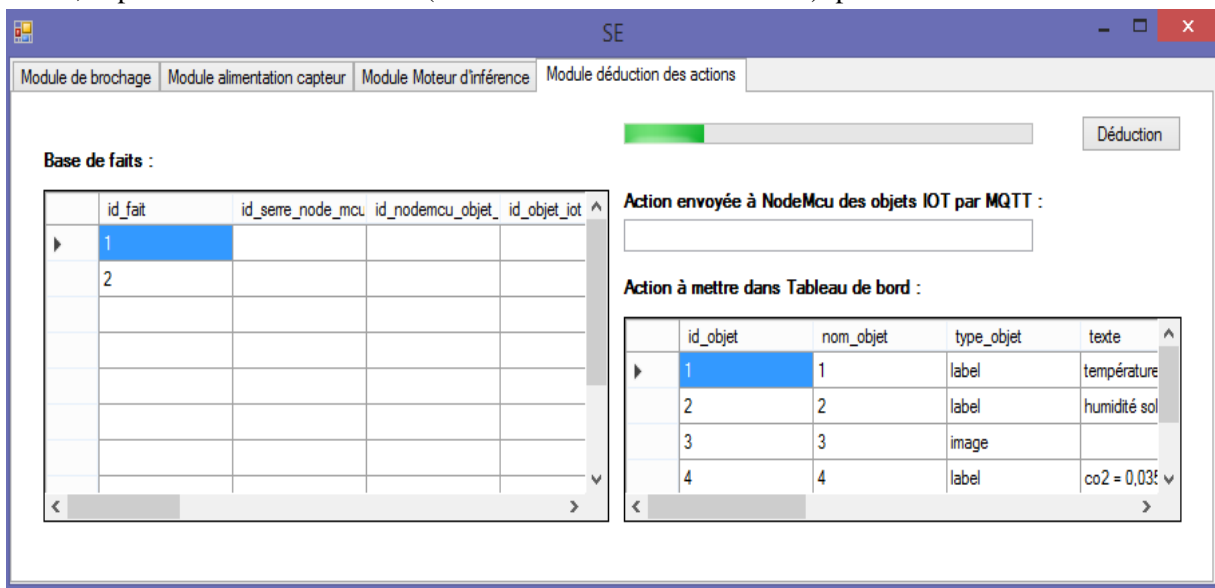 SE
Module de brochage Module alimentation capteur Module Moteur d'inférence Module déduction des actions
Déduction
Base de faits :
id_fait id_serre_node_mcu id_nodemcu_objet_ id_objet_iot
1
2
Action envoyée à NodeMcu des objets IOT par MQTT :
Action à mettre dans Tableau de bord :
id_objet nom_objet type_objet texte
1 1 label température
2 2 label humidité sol
3 3 image
4 4 label co2 = 0,035